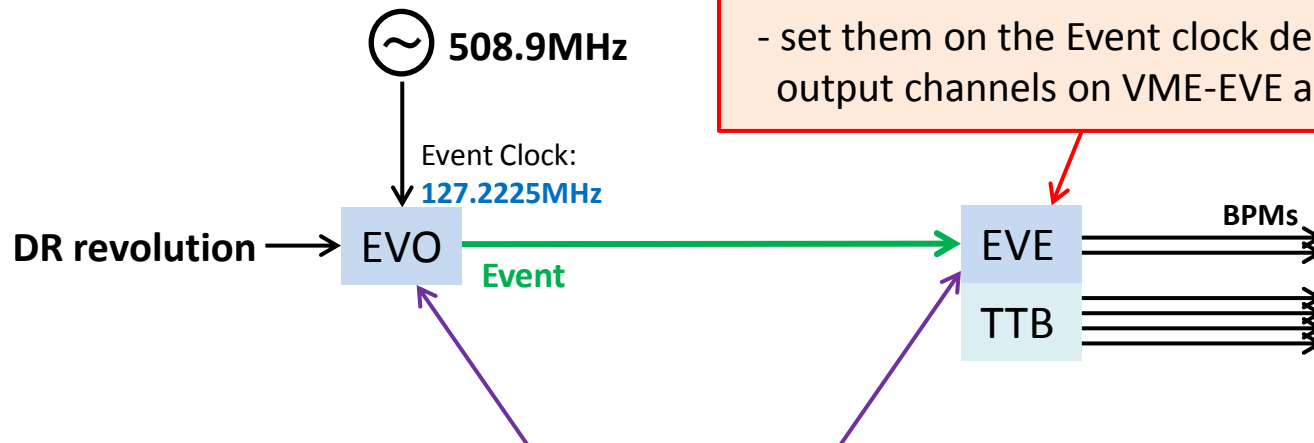 508.9MHz
- set them on the Event clock
output channels on VME-EVE
Event Clock:
127.2225MHz
DR revolution
EVO
Event
EVE
TTB
BPMs